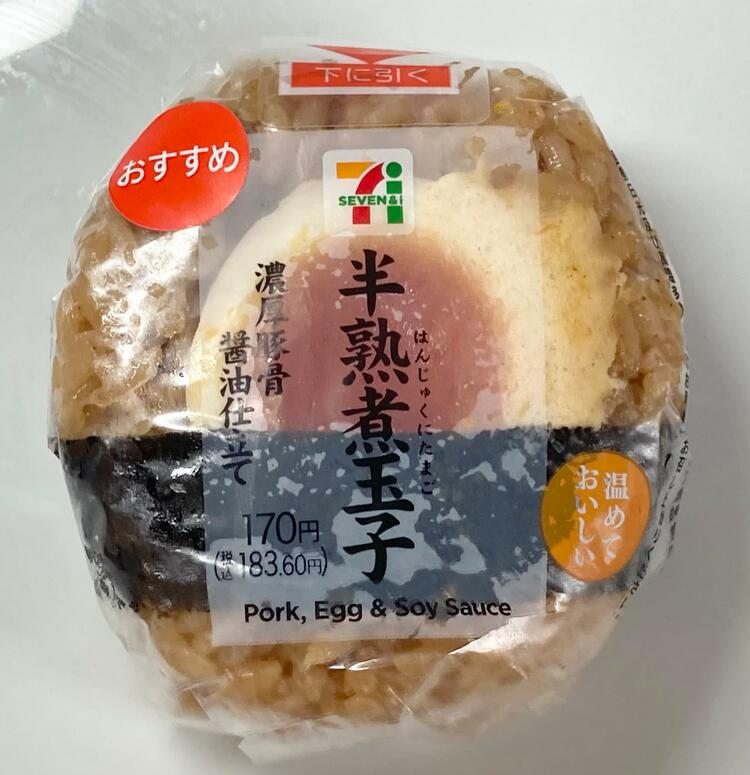 下に引く
おすすめ
7i
SEVEN&i
半熟煮玉子
はんじゅくにたまご
濃厚豚骨
醤油仕立て
温めて
おいしい
170円
(税込183.60円)
Pork, Egg & Soy Sauce